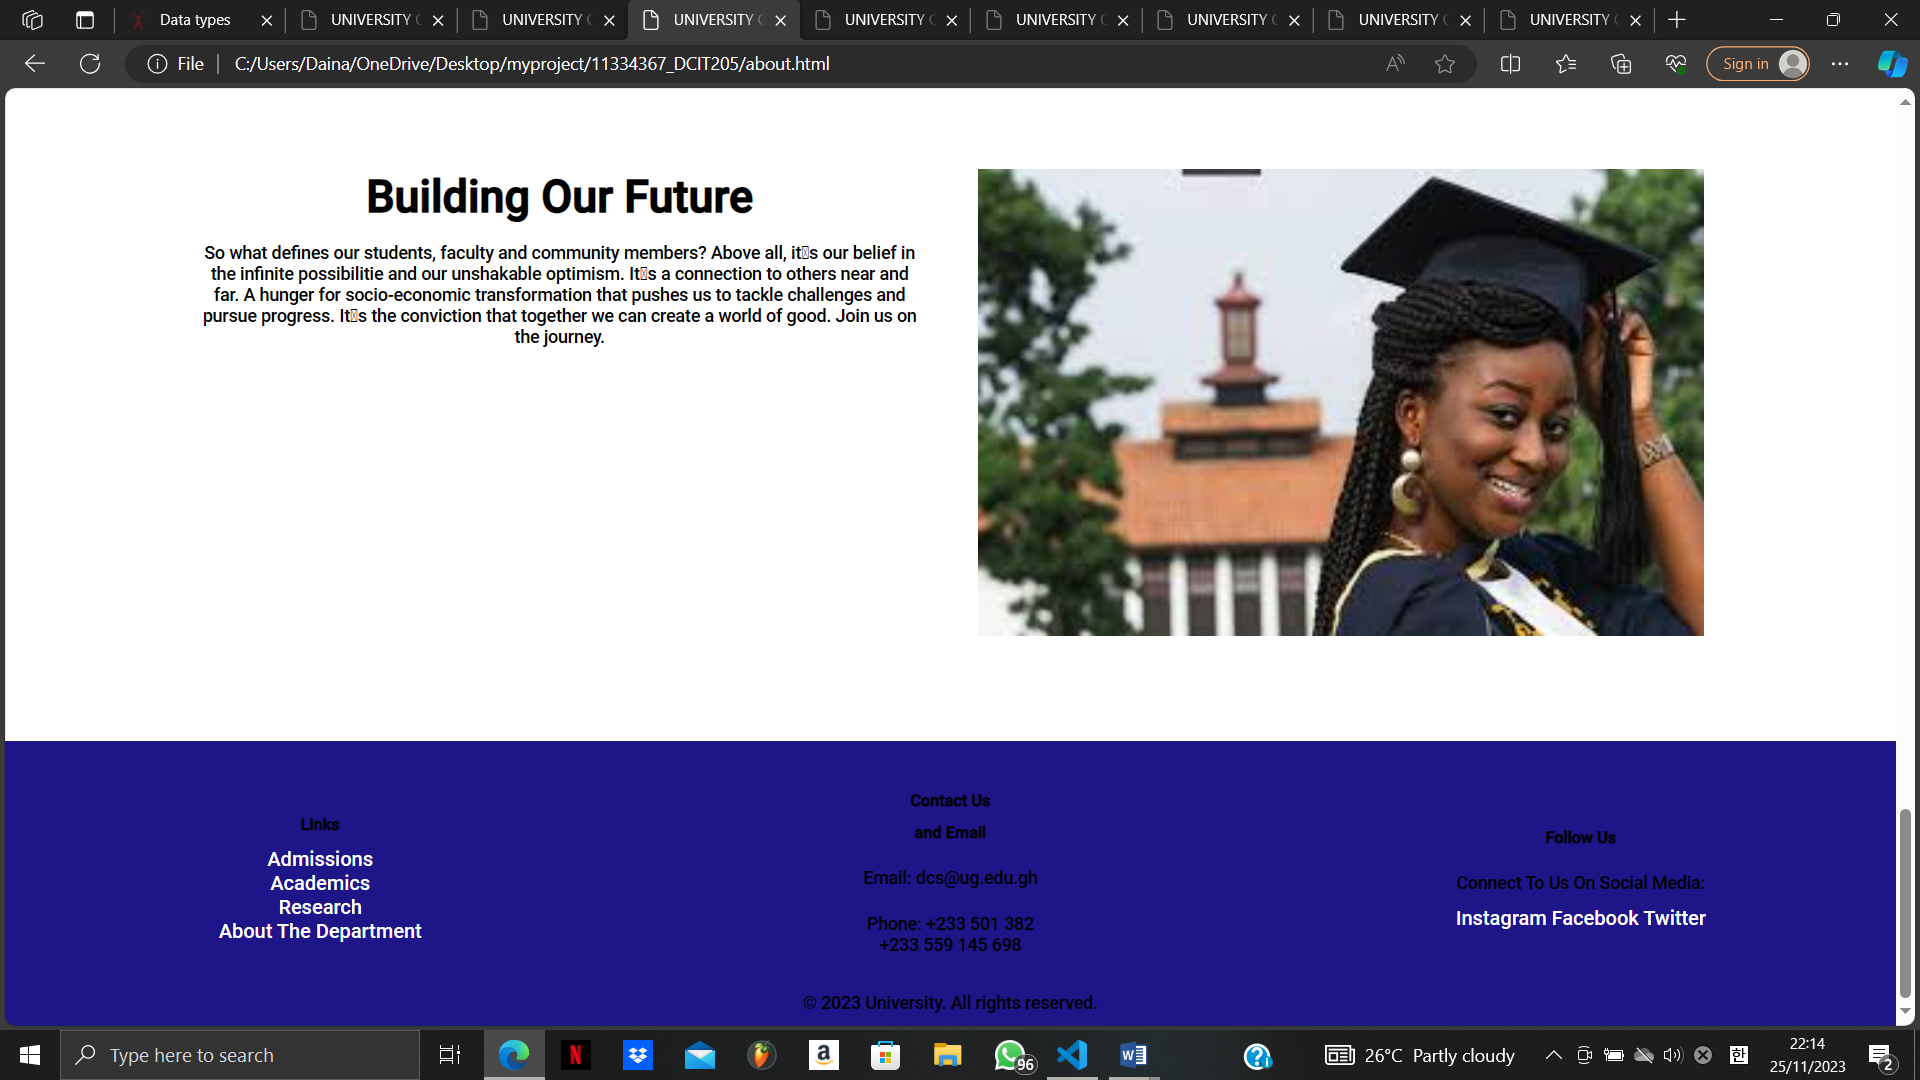 Data types
UNIVERSITY
UNIVERSITY
UNIVERSITY
UNIVERSITY
UNIVERSITY
UNIVERSITY
UNIVERSITY
UNIVERSITY
File
C:/Users/Daina/OneDrive/Desktop/myproject/11334367_DCIT205/about.html
Sign in
Building Our Future
So what defines our students, faculty and community members? Above all, it▯s our belief in
the infinite possibilitie and our unshakable optimism. It▯s a connection to others near and
far. A hunger for socio-economic transformation that pushes us to tackle challenges and
pursue progress. It▯s the conviction that together we can create a world of good. Join us on
the journey.
Links
Admissions
Academics
Research
About The Department
Contact Us
and Email
Email: dcs@ug.edu.gh
Phone: +233 501 382
+233 559 145 698
Follow Us
Connect To Us On Social Media:
Instagram Facebook Twitter
© 2023 University. All rights reserved.
Type here to search
96
26°C Partly cloudy
한
22:14
25/11/2023
2